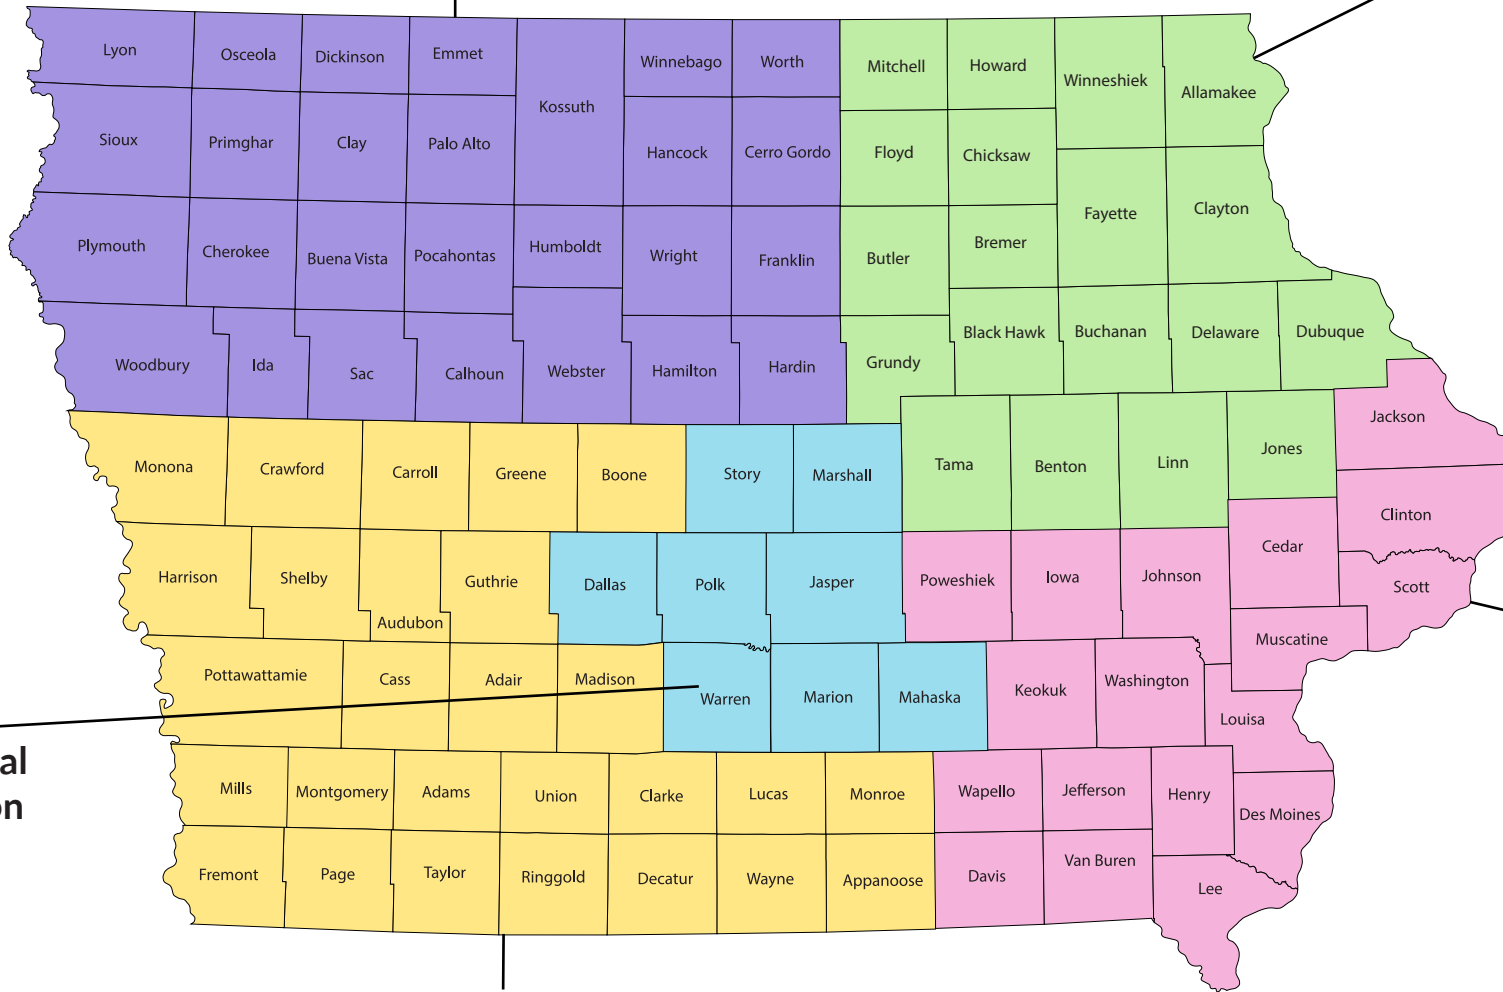 Lyon
Osceola
Dickinson
Emmet
Kossuth
Winnebago
Worth
Mitchell
Howard
Winneshiek
Allamakee
Sioux
Primghar
Clay
Palo Alto
Hancock
Cerro Gordo
Floyd
Chicksaw
Fayette
Clayton
Plymouth
Cherokee
Buena Vista
Pocahontas
Humboldt
Wright
Franklin
Butler
Bremer
Woodbury
Ida
Sac
Calhoun
Webster
Hamilton
Hardin
Grundy
Black Hawk
Buchanan
Delaware
Dubuque
Jackson
Monona
Crawford
Carroll
Greene
Boone
Story
Marshall
Tama
Benton
Linn
Jones
Clinton
Cedar
Harrison
Shelby
Audubon
Guthrie
Dallas
Polk
Jasper
Poweshiek
Iowa
Johnson
Scott
Muscatine
Pottawattamie
Cass
Adair
Madison
Warren
Marion
Mahaska
Keokuk
Washington
Louisa
al
on
Mills
Montgomery
Adams
Union
Clarke
Lucas
Monroe
Wapello
Jefferson
Henry
Des Moines
Fremont
Page
Taylor
Ringgold
Decatur
Wayne
Appanoose
Davis
Van Buren
Lee